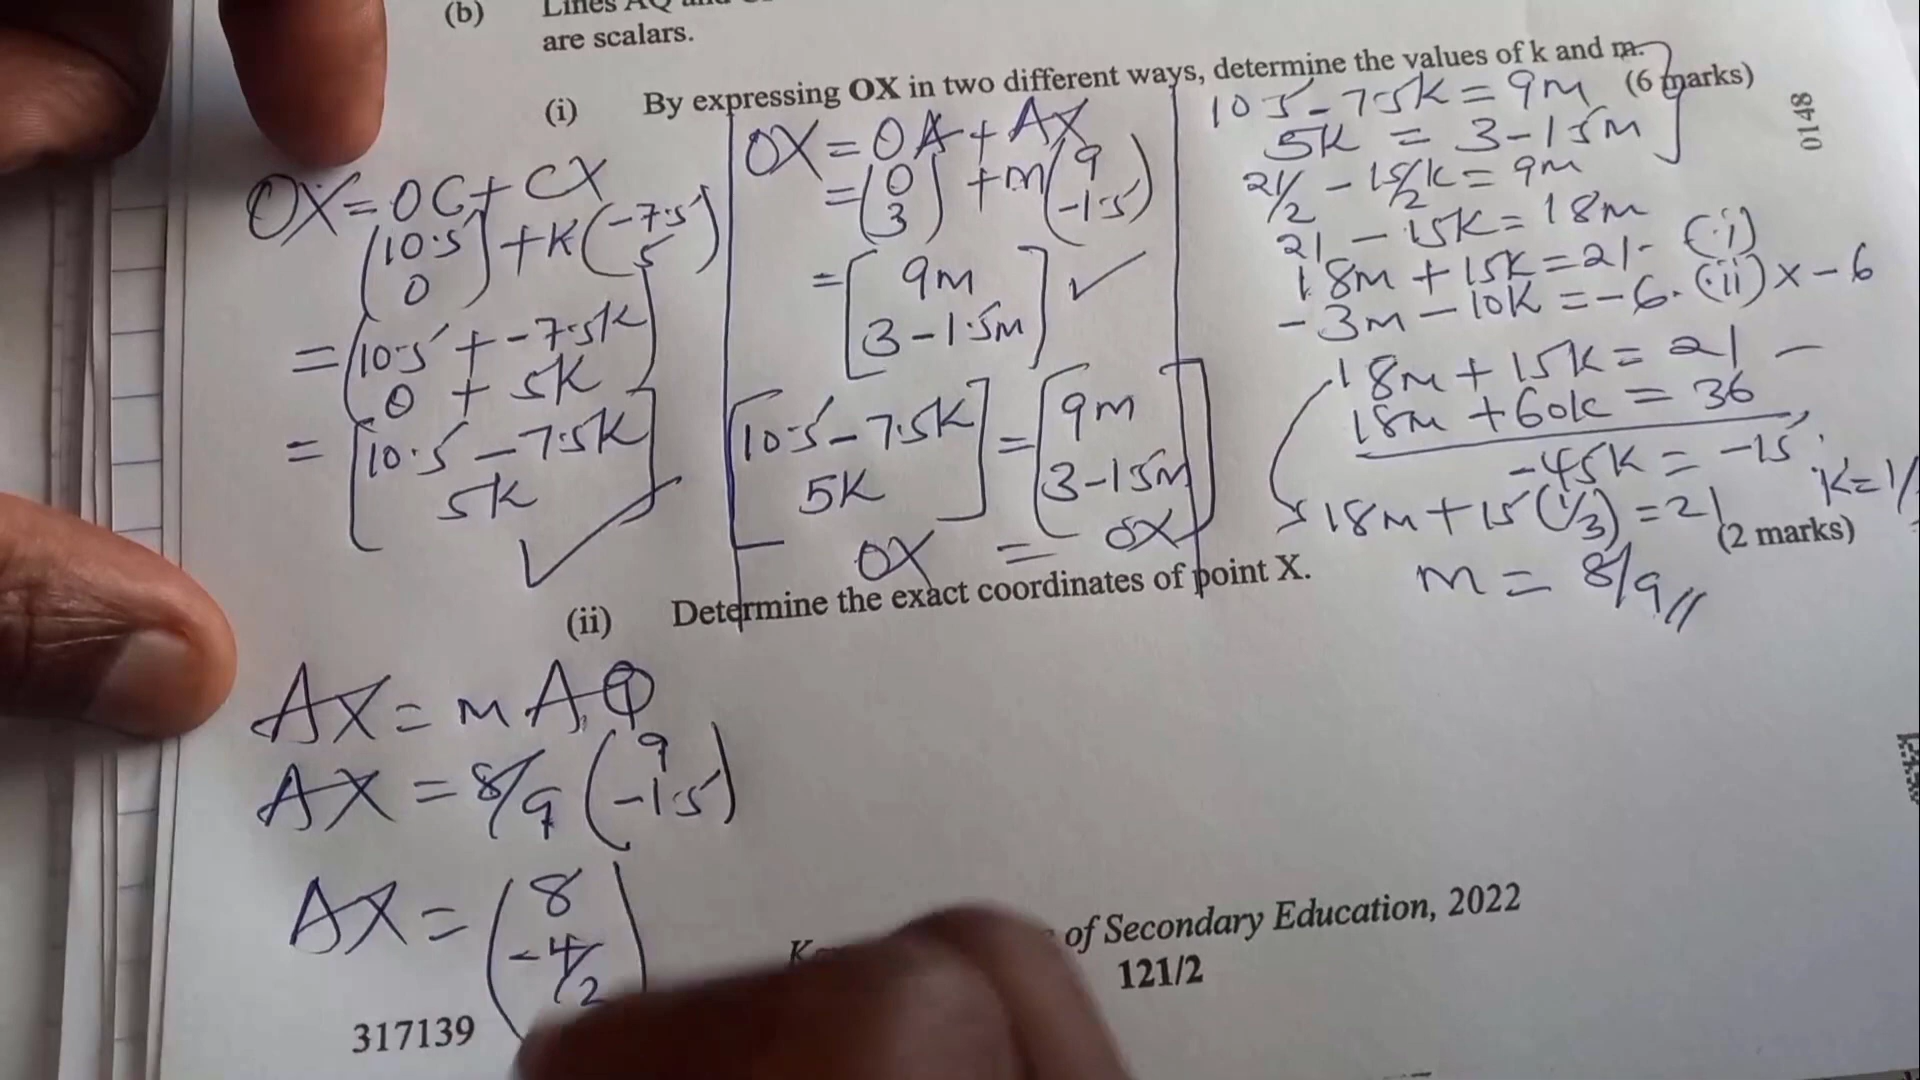 (b) Lines AQ and
are scalars.
(i) By expressing OX in two different ways, determine the values of k and m.
(6 marks)
0148
OX = OC + CX
(10.5 0) + K(-7.5 5)
= (10.5 + -7.5K
0 + 5K)
= [10.5 - 7.5K
5K]
OX = OA + AX
= (0 3) + m(9 -1.5)
= [9m
3 - 1.5m] ✓
[10.5 - 7.5K 5K] = [9m 3 - 1.5m]
OX = OX
10.5 - 7.5K = 9m
5K = 3 - 1.5m
21/2 - 15/2K = 9m
21 - 15K = 18m
18m + 15K = 21 - (i)
-3m - 10K = -6. (ii) x -6
18m + 15K = 21 -
18m + 60K = 36
-45K = -15
K = 1/
18m + 15(1/3) = 21
(2 marks)
m = 8/9//
(ii) Determine the exact coordinates of point X.
AX = m AQ
AX = 8/9 (9 -1.5)
AX = (8
-4/2
of Secondary Education, 2022
121/2
317139